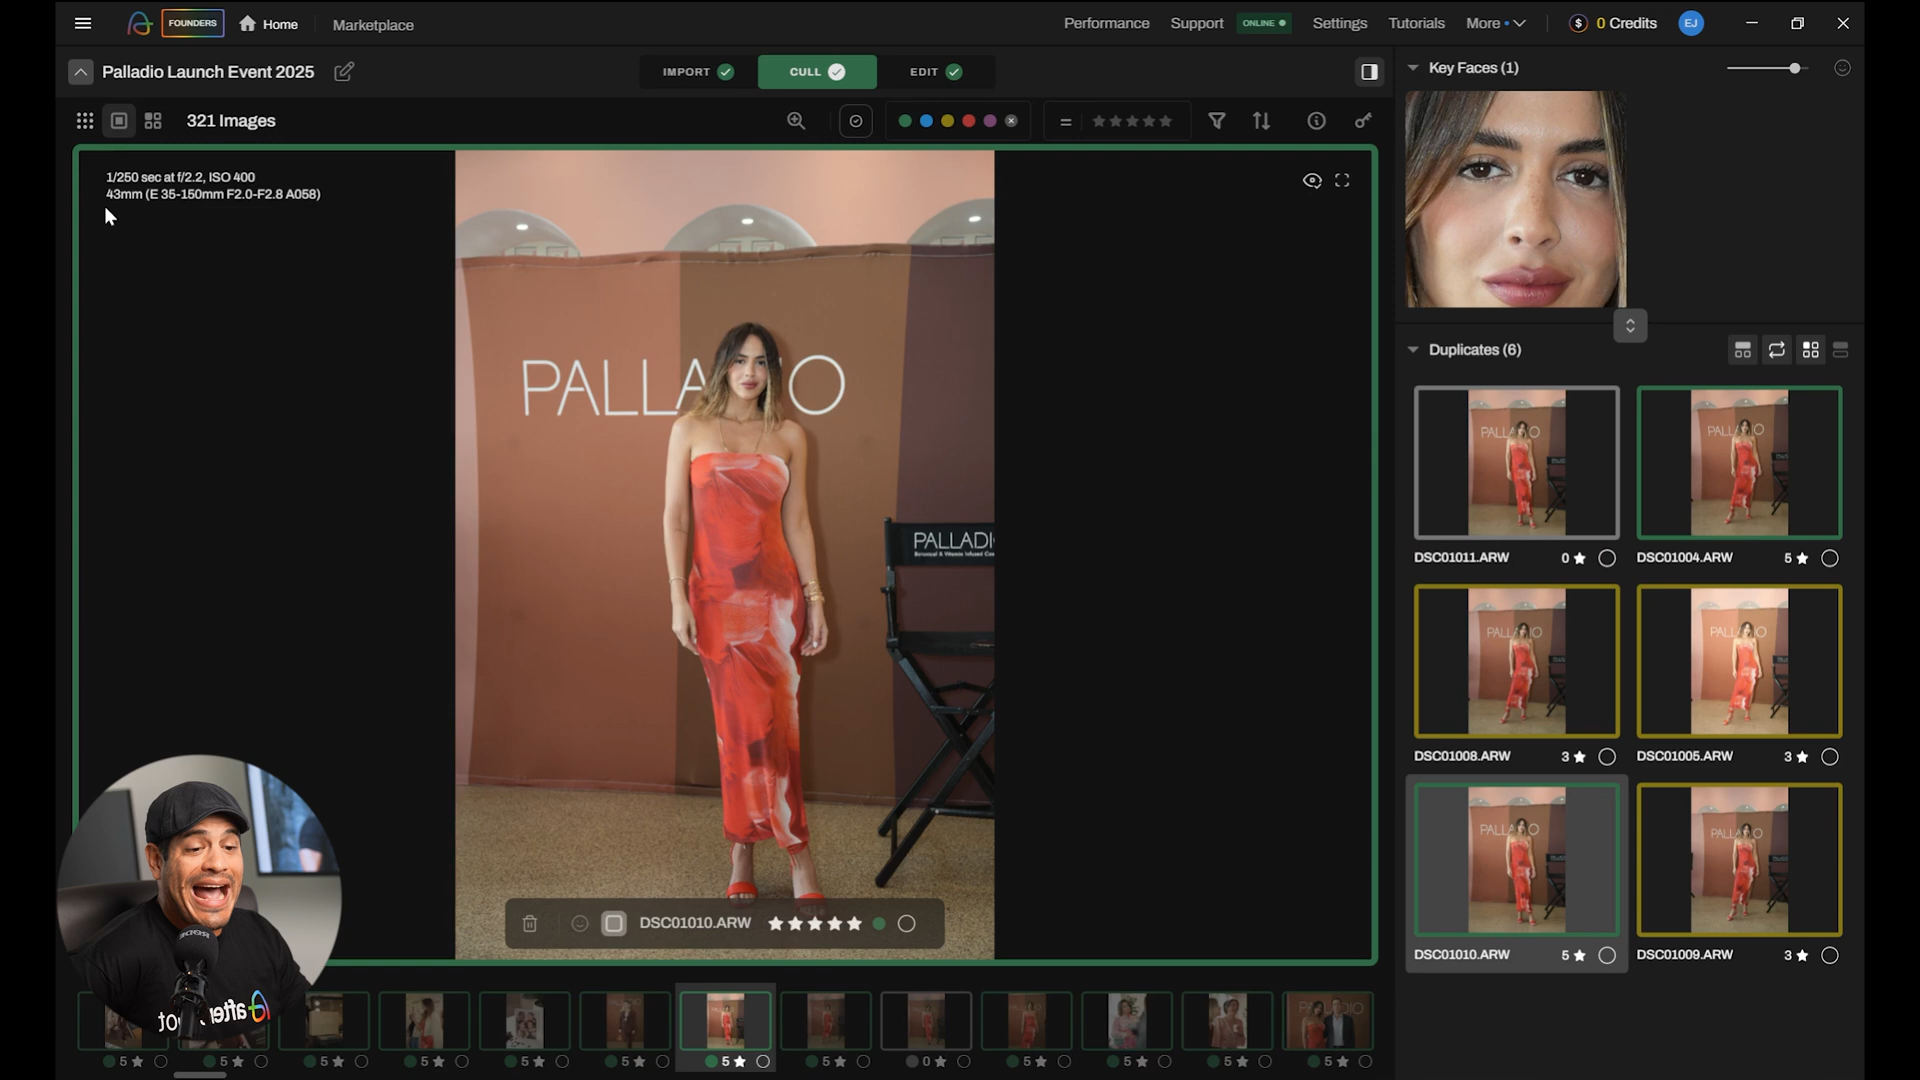 FOUNDERS
Home
Marketplace
Performance
Support
ONLINE
Settings
Tutorials
More
$
0 Credits
EJ
Palladio Launch Event 2025
IMPORT
CULL
EDIT
Key Faces (1)
321 Images
1/250 sec at f/2.2, ISO 400
43mm (E 35-150mm F2.0-F2.8 A058)
PALLA
O
PALLADI
DSC01010.ARW
Duplicates (6)
DSC01011.ARW
0
DSC01004.ARW
5
DSC01008.ARW
3
DSC01005.ARW
3
DSC01010.ARW
5
DSC01009.ARW
3
5
5
5
5
5
5
5
5
0
5
5
5
5